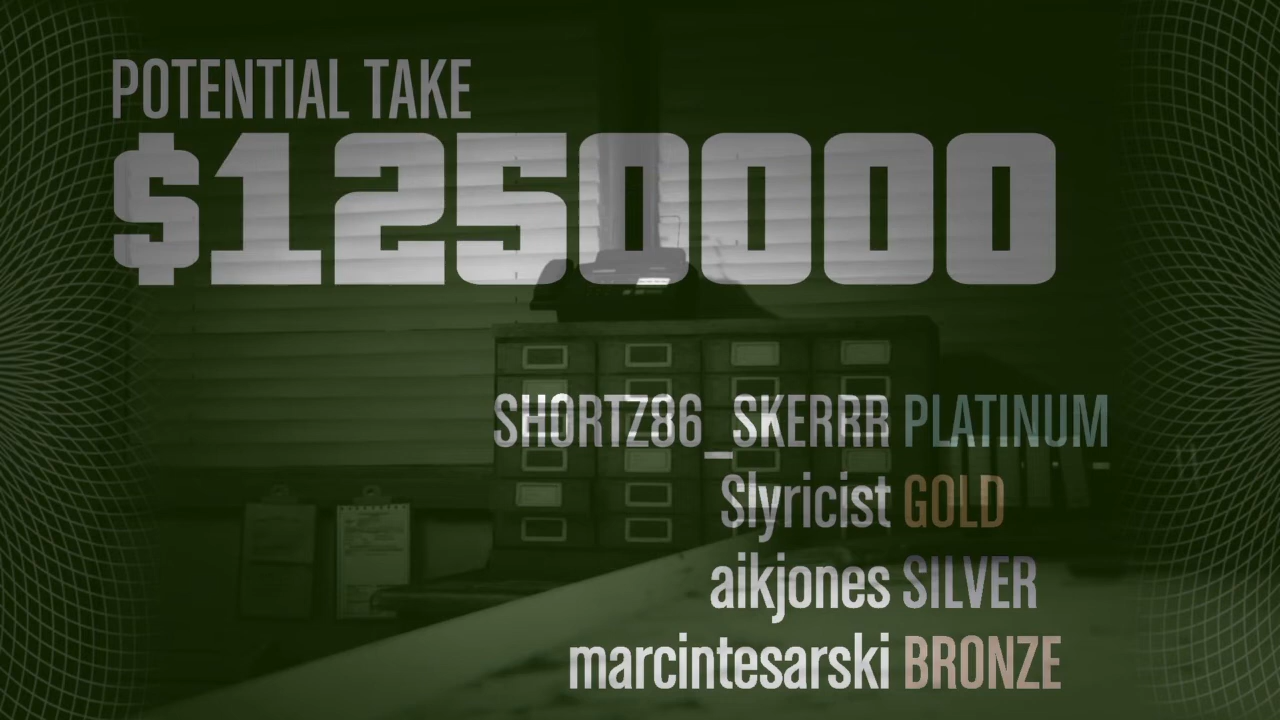 POTENTIAL TAKE
$1250000
SHORTZ86_SKERRR PLATINUM
Slyricist GOLD
aikjones SILVER
marcintesarski BRONZE